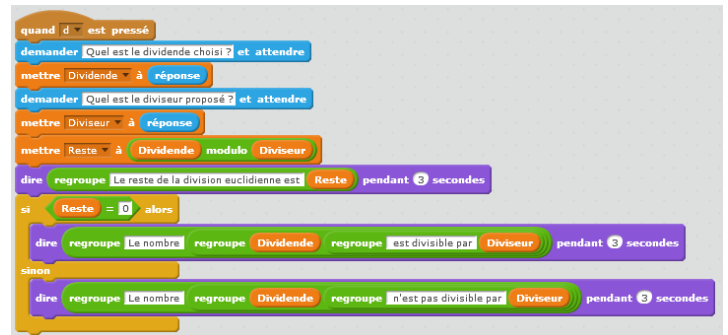 quand d est pressé
demander Quel est le dividende choisi ? et attendre
mettre Dividende à réponse
demander Quel est le diviseur proposé ? et attendre
mettre Diviseur à réponse
mettre Reste à Dividende modulo Diviseur
dire regroupe Le reste de la division euclidienne est Reste pendant 3 secondes
si Reste = 0 alors
dire regroupe Le nombre regroupe Dividende regroupe est divisible par Diviseur pendant 3 secondes
sinon
dire regroupe Le nombre regroupe Dividende regroupe n'est pas divisible par Diviseur pendant 3 secondes